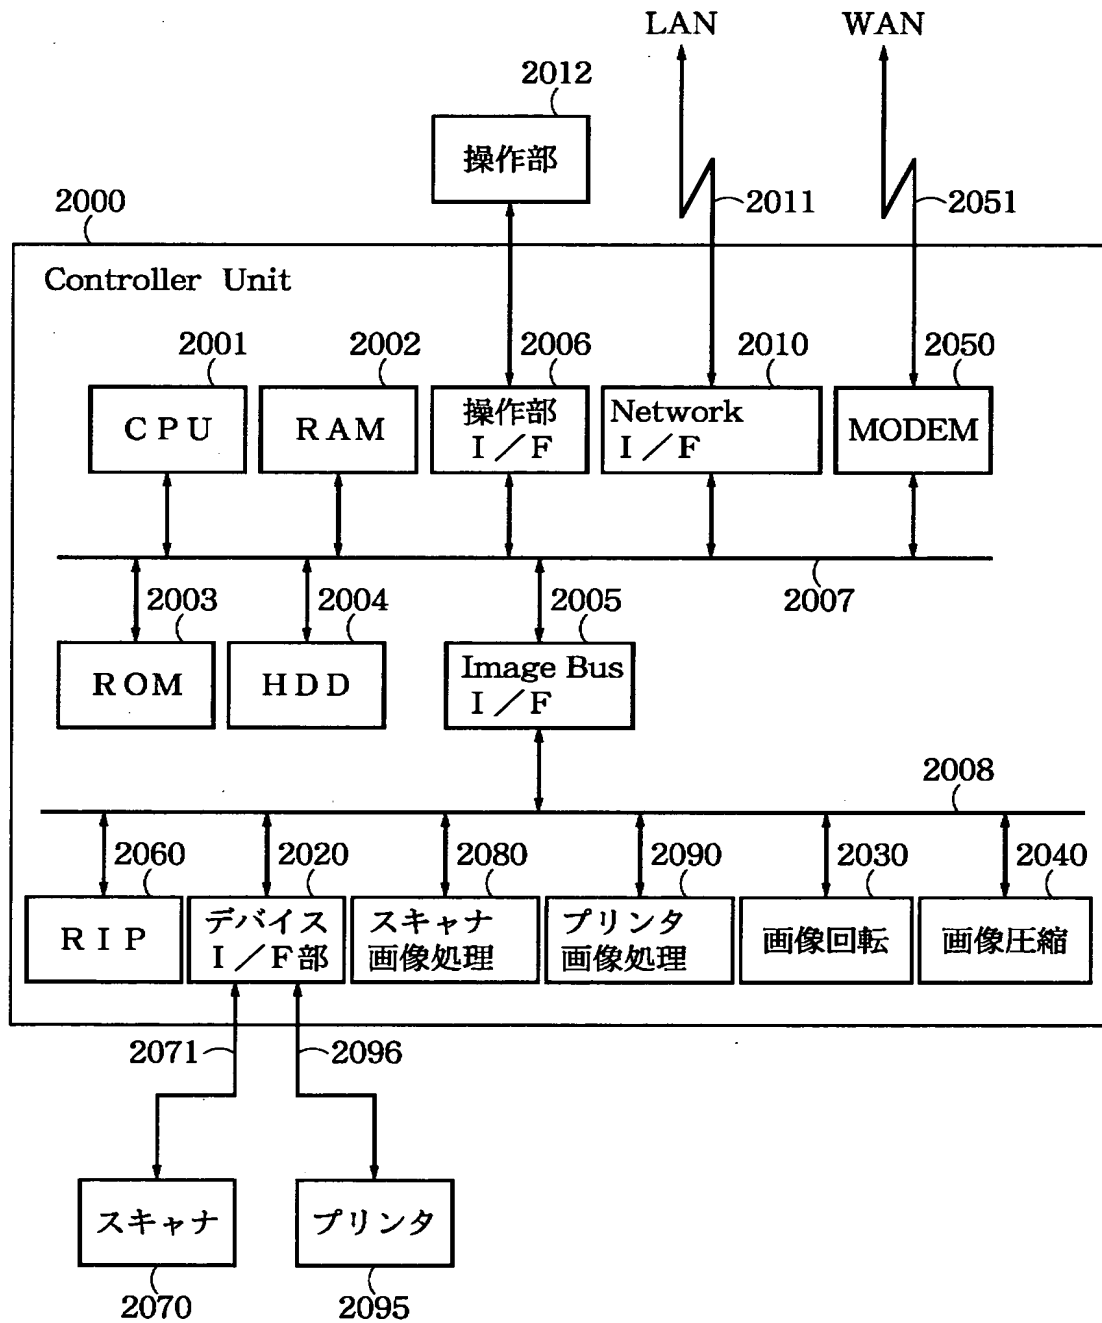 LAN
WAN
2012
操作部
2011
2051
2000
Controller Unit
2001
2002
2006
2010
2050
CPU
RAM
操作部
I/F
Network
I/F
MODEM
2003
2004
2005
2007
ROM
HDD
Image Bus
I/F
2008
2060
2020
2080
2090
2030
2040
RIP
デバイス
I/F部
スキャナ
画像処理
プリンタ
画像処理
画像回転
画像圧縮
2071
2096
スキャナ
プリンタ
2070
2095